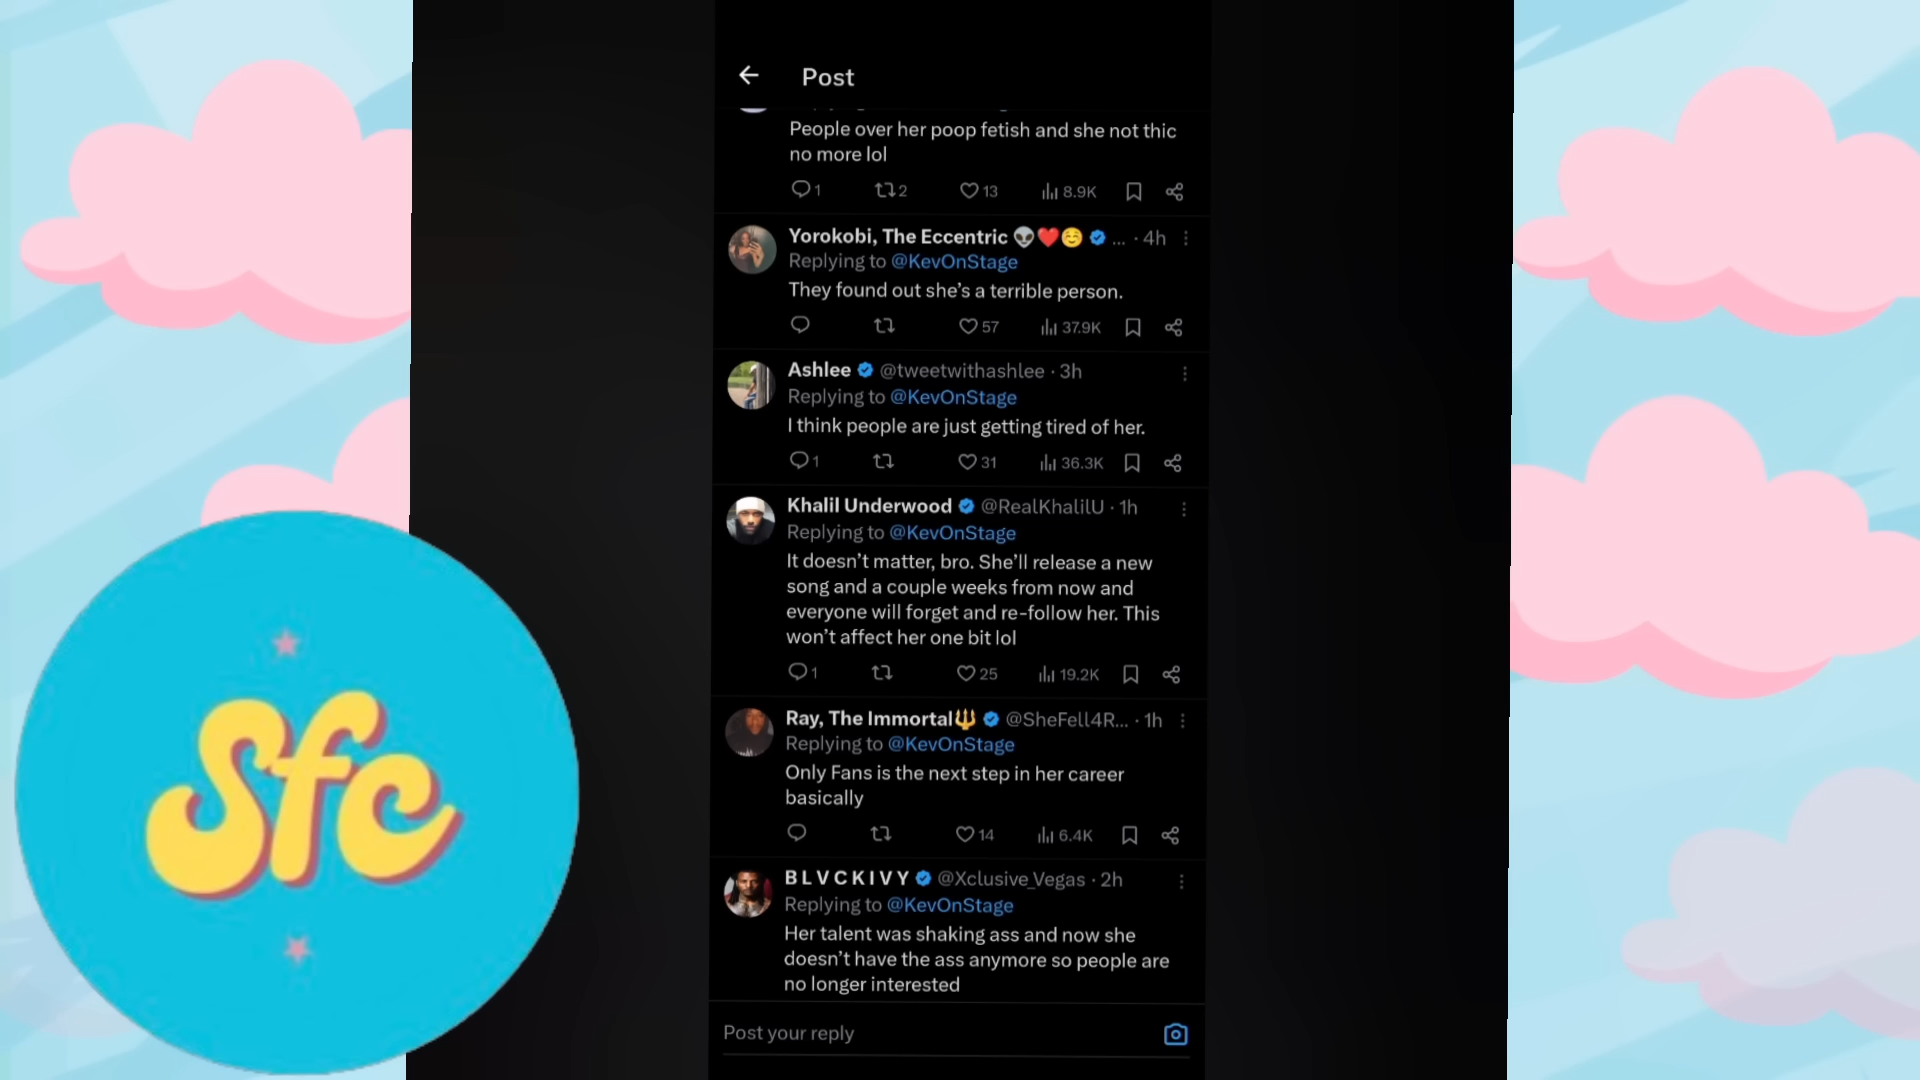 Post
People over her poop fetish and she not thic
no more lol
1 2 13 8.9K
Yorokobi, The Eccentric 👽❤️☺️ ... · 4h
Replying to @KevOnStage
They found out she's a terrible person.
57 37.9K
Ashlee @tweetwithashlee · 3h
Replying to @KevOnStage
I think people are just getting tired of her.
1 31 36.3K
Khalil Underwood @RealKhalilU · 1h
Replying to @KevOnStage
It doesn't matter, bro. She'll release a new
song and a couple weeks from now and
everyone will forget and re-follow her. This
won't affect her one bit lol
1 25 19.2K
Ray, The Immortal🔱 @SheFell4R... · 1h
Replying to @KevOnStage
Only Fans is the next step in her career
basically
14 6.4K
B L V C K I V Y @Xclusive_Vegas · 2h
Replying to @KevOnStage
Her talent was shaking ass and now she
doesn't have the ass anymore so people are
no longer interested
Post your reply
Sfc